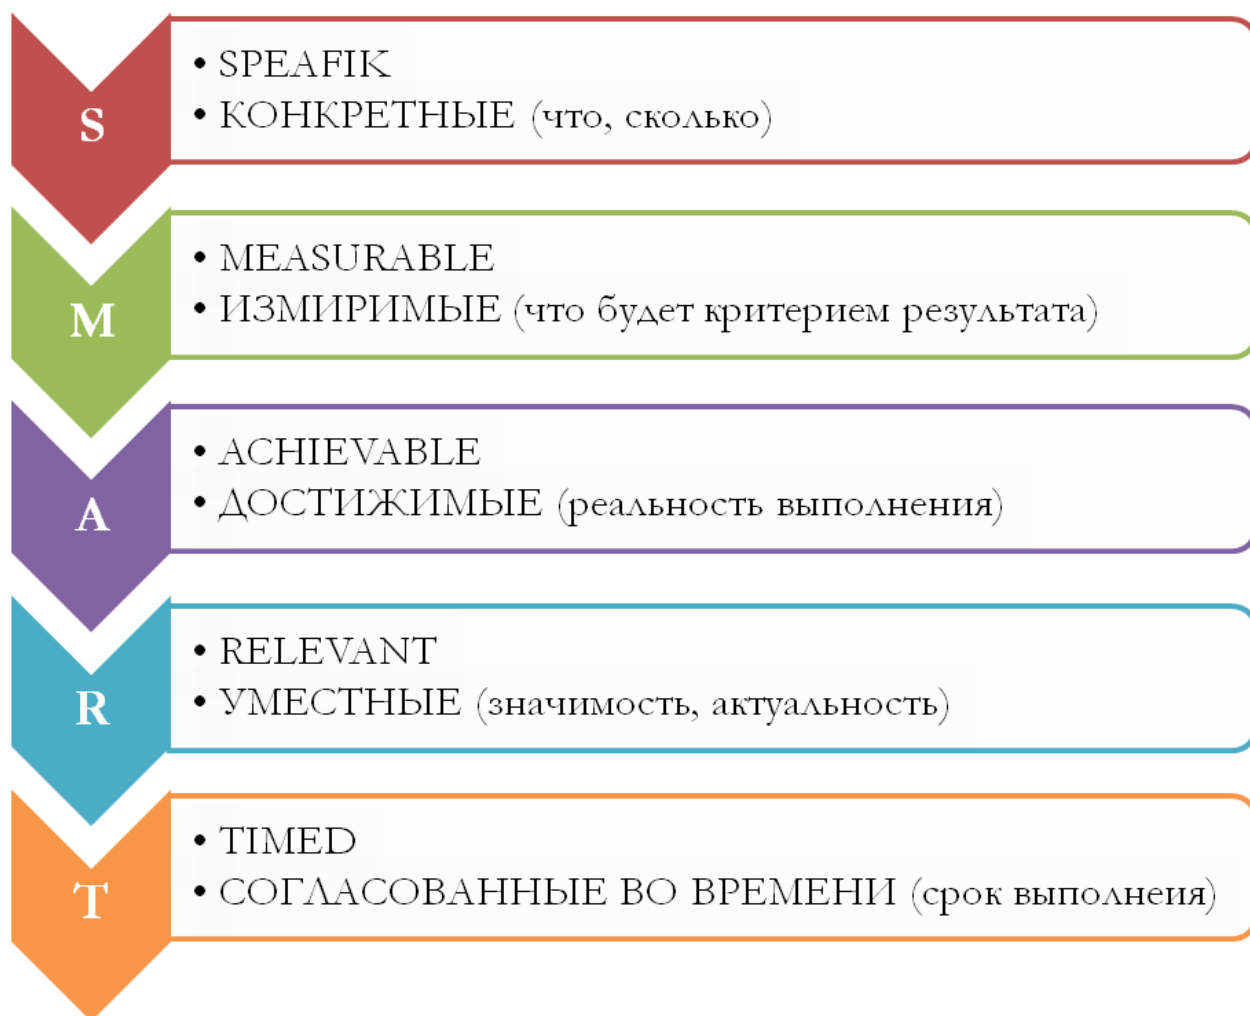 S
• SPEAFIK
• КОНКРЕТНЫЕ (что, сколько)
M
• MEASURABLE
• ИЗМИРИМЫЕ (что будет критерием результата)
A
• ACHIEVABLE
• ДОСТИЖИМЫЕ (реальность выполнения)
R
• RELEVANT
• УМЕСТНЫЕ (значимость, актуальность)
T
• TIMED
• СОГЛАСОВАННЫЕ ВО ВРЕМЕНИ (срок выполнеия)